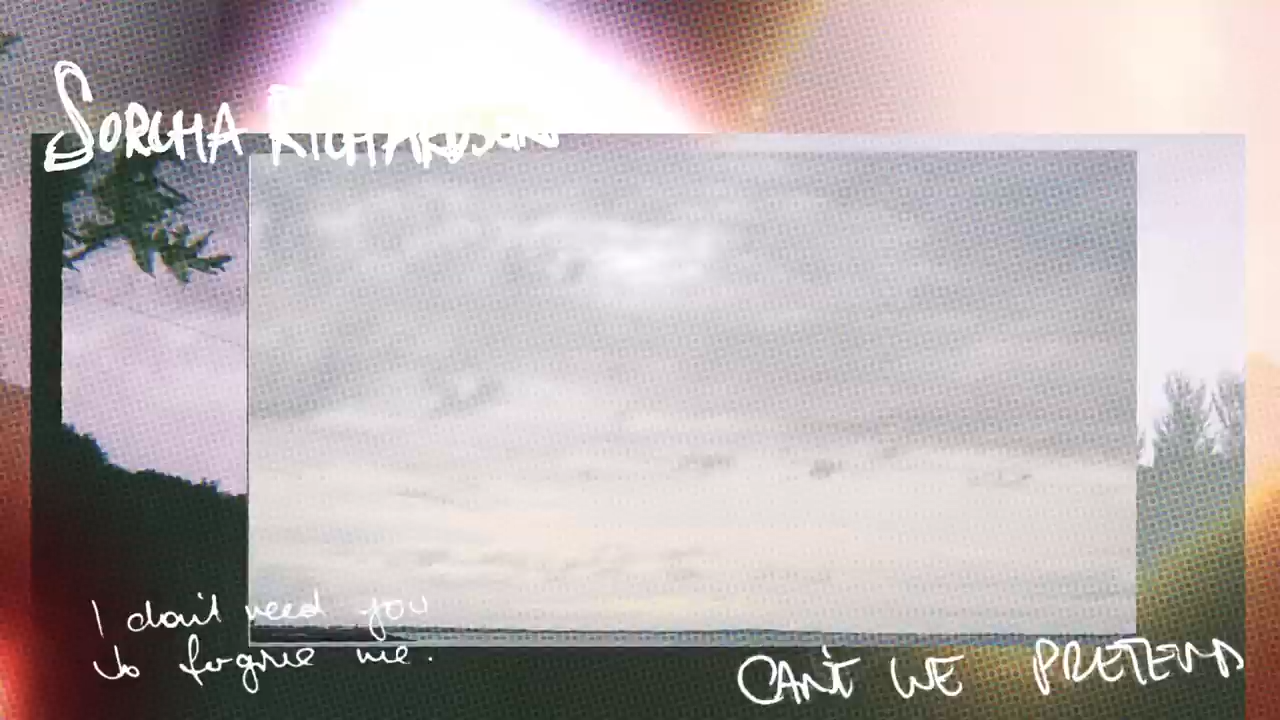 SORCHA RICHARDSON
I don't need you
to forgive me.
CAN'T WE PRETEND